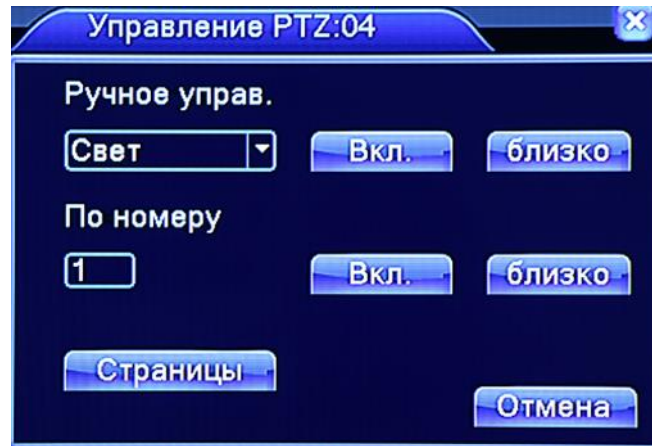 Управление PTZ:04
Ручное управ.
Свет Вкл. близко
По номеру
1 Вкл. близко
Страницы
Отмена